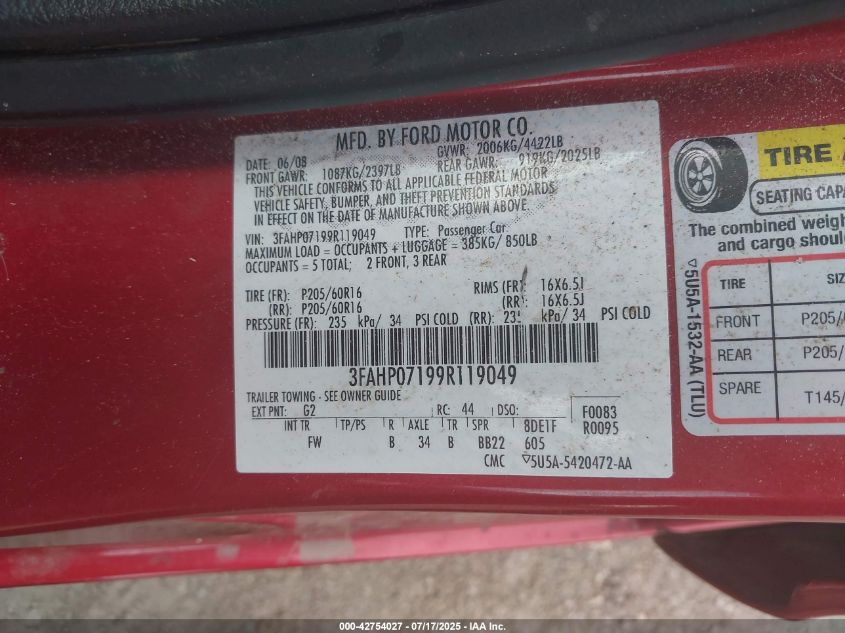 MFD. BY FORD MOTOR CO.
DATE: 06/08 GVWR: 2006KG/4422LB
FRONT GAWR: 1087KG/2397LB REAR GAWR: 919KG/2025LB
THIS VEHICLE CONFORMS TO ALL APPLICABLE FEDERAL MOTOR
VEHICLE SAFETY, BUMPER, AND THEFT PREVENTION STANDARDS
IN EFFECT ON THE DATE OF MANUFACTURE SHOWN ABOVE.
VIN: 3FAHP07199R119049 TYPE: Passenger Car
MAXIMUM LOAD = OCCUPANTS + LUGGAGE = 385KG/ 850LB
OCCUPANTS = 5 TOTAL; 2 FRONT, 3 REAR
TIRE (FR): P205/60R16 RIMS (FR): 16X6.5J
(RR): P205/60R16 (RR): 16X6.5J
PRESSURE (FR): 235 kPa/ 34 PSI COLD (RR): kPa/ 34 PSI COLD
3FAHP07199R119049
TRAILER TOWING - SEE OWNER GUIDE
EXT PNT: G2 RC: 44 DSO: F0083
INT TR TP/PS R AXLE TR SPR 8DE1F R0095
FW B 34 B BB22 605
CMC ▽5U5A-5420472-AA
TIRE
SEATING CAPA
The combined weigh
and cargo shoul
TIRE SIZ
FRONT P205/
REAR P205/
SPARE T145/
▽5U5A-1532-AA (TLU)
000-42754027 - 07/17/2025 - IAA Inc.